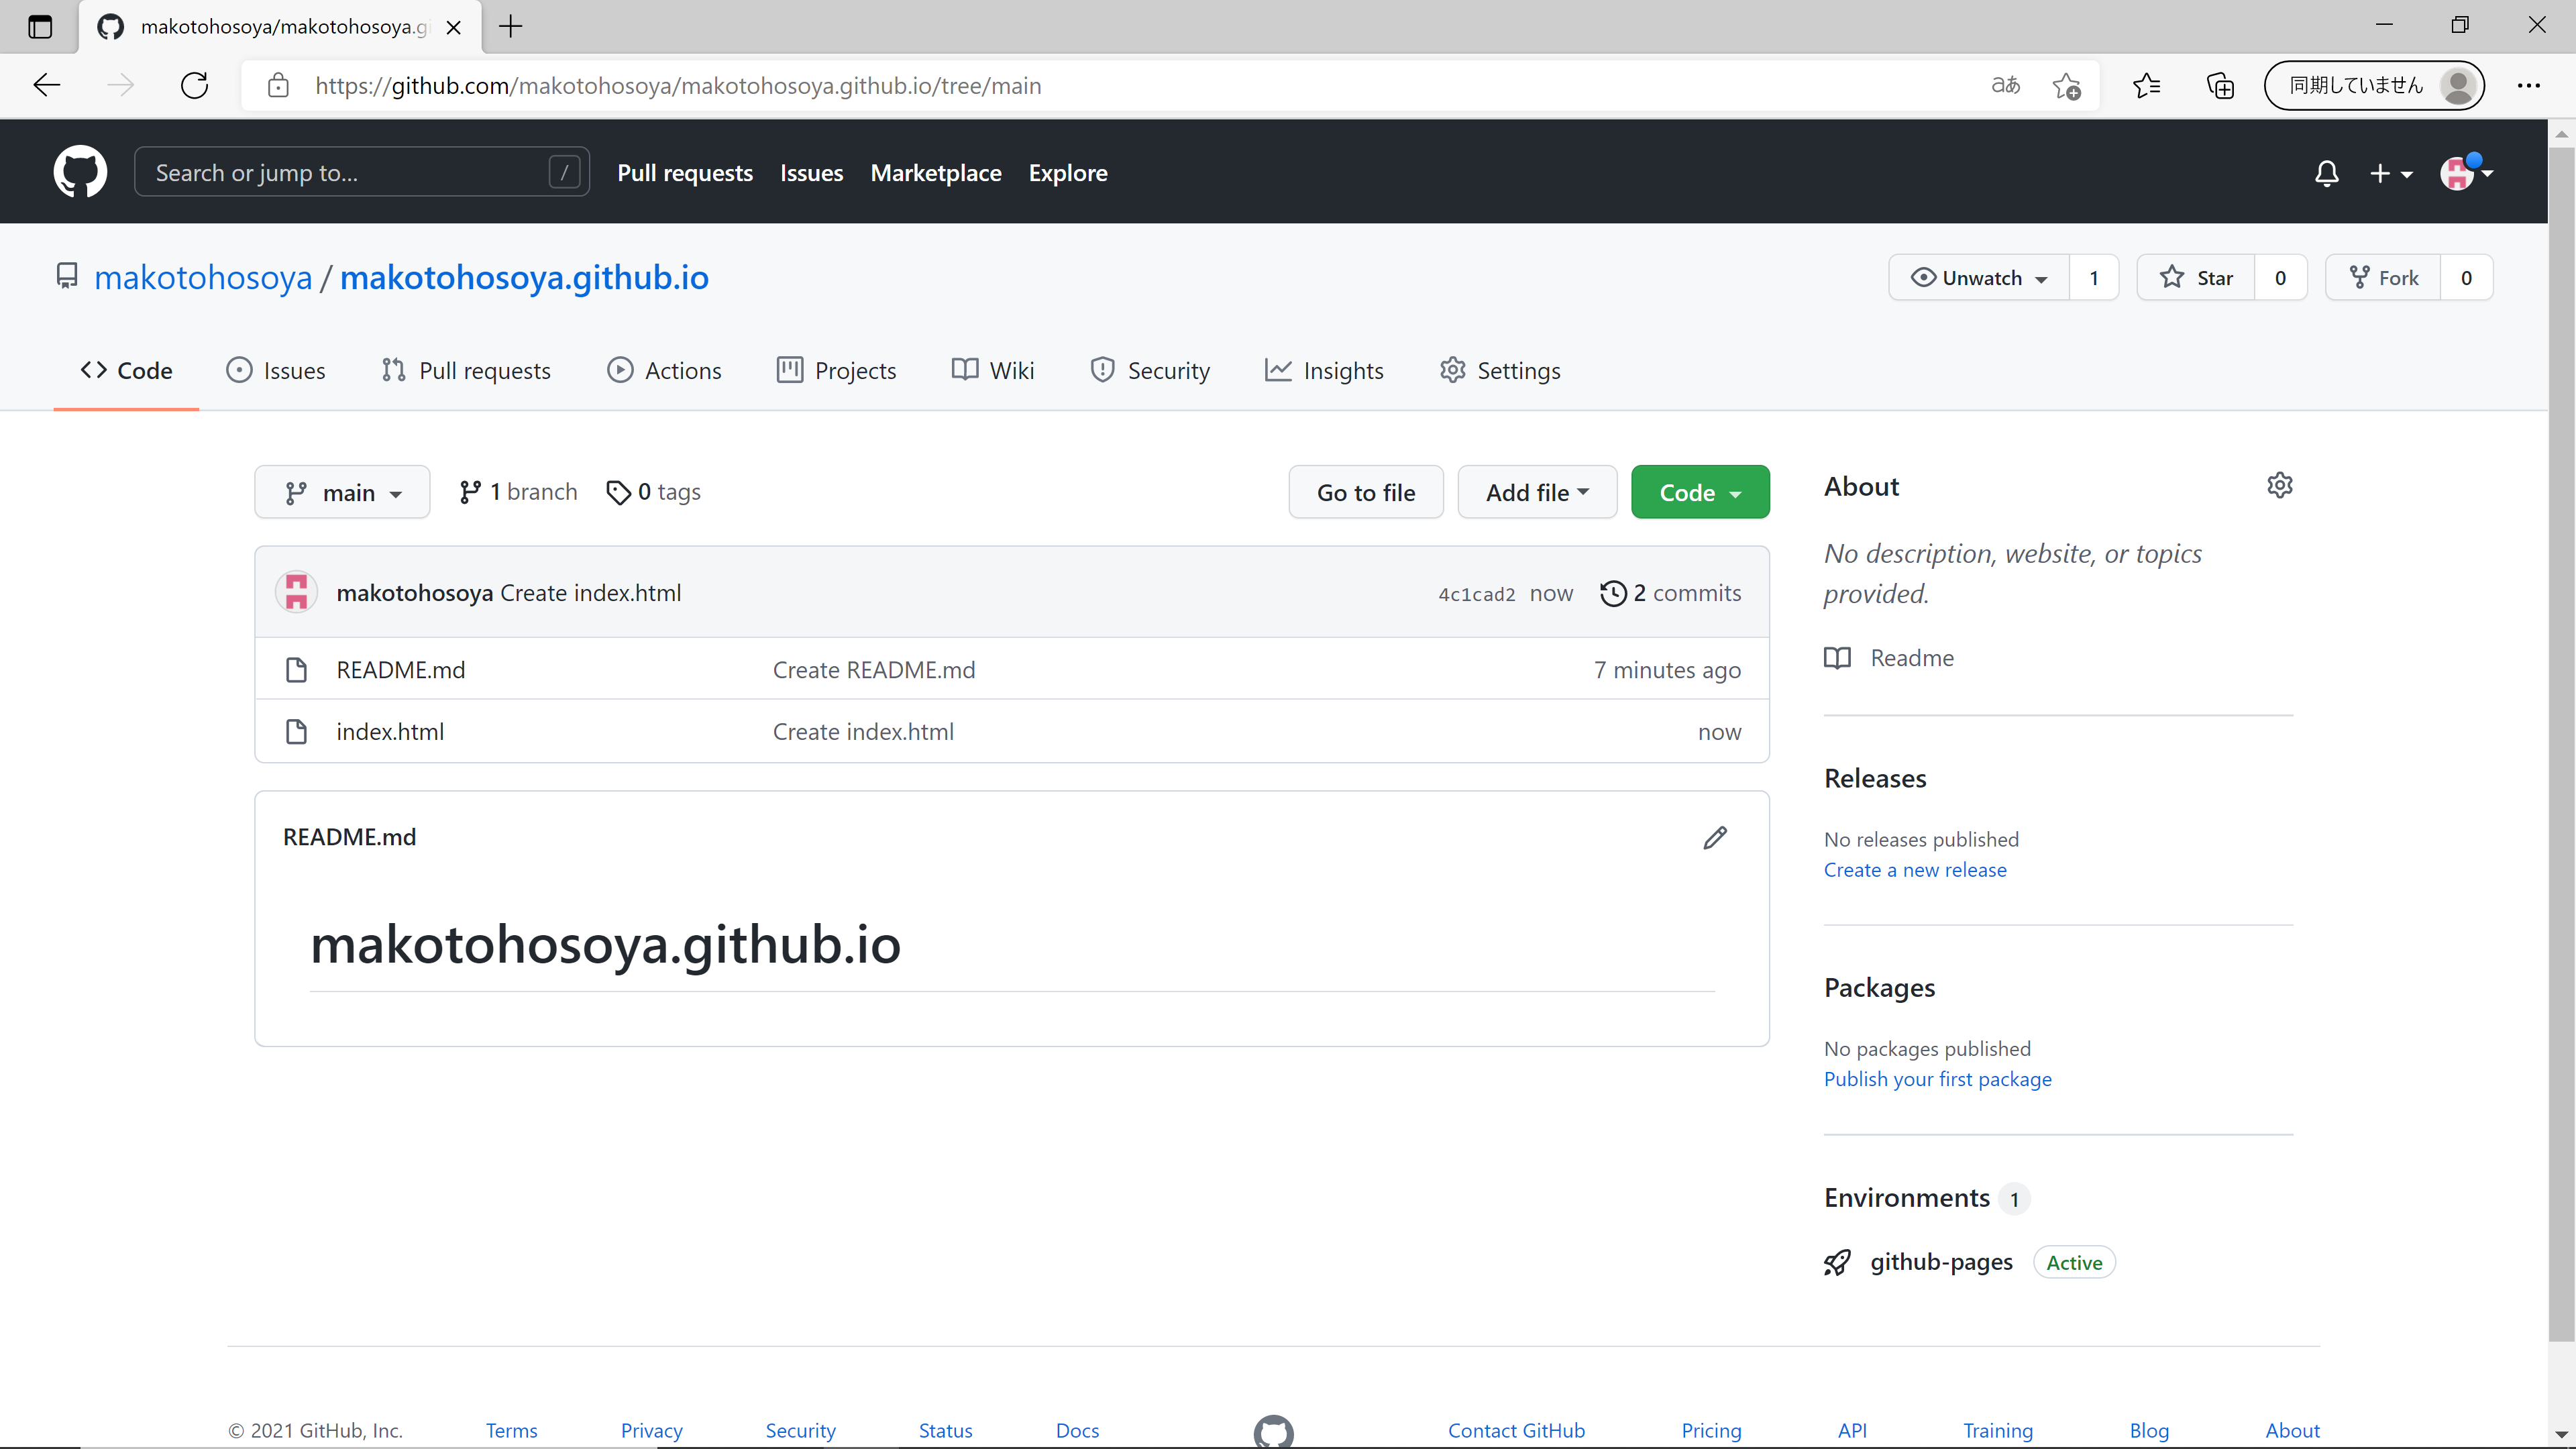 makotohosoya/makotohosoya.gi
https://github.com/makotohosoya/makotohosoya.github.io/tree/main
aあ
同期していません
Search or jump to... /
Pull requests Issues Marketplace Explore
makotohosoya / makotohosoya.github.io
Unwatch 1 Star 0 Fork 0
Code Issues Pull requests Actions Projects Wiki Security Insights Settings
main 1 branch 0 tags Go to file Add file Code
makotohosoya Create index.html 4c1cad2 now 2 commits
README.md Create README.md 7 minutes ago
index.html Create index.html now
README.md
makotohosoya.github.io
About
No description, website, or topics
provided.
Readme
Releases
No releases published
Create a new release
Packages
No packages published
Publish your first package
Environments 1
github-pages Active
© 2021 GitHub, Inc. Terms Privacy Security Status Docs Contact GitHub Pricing API Training Blog About